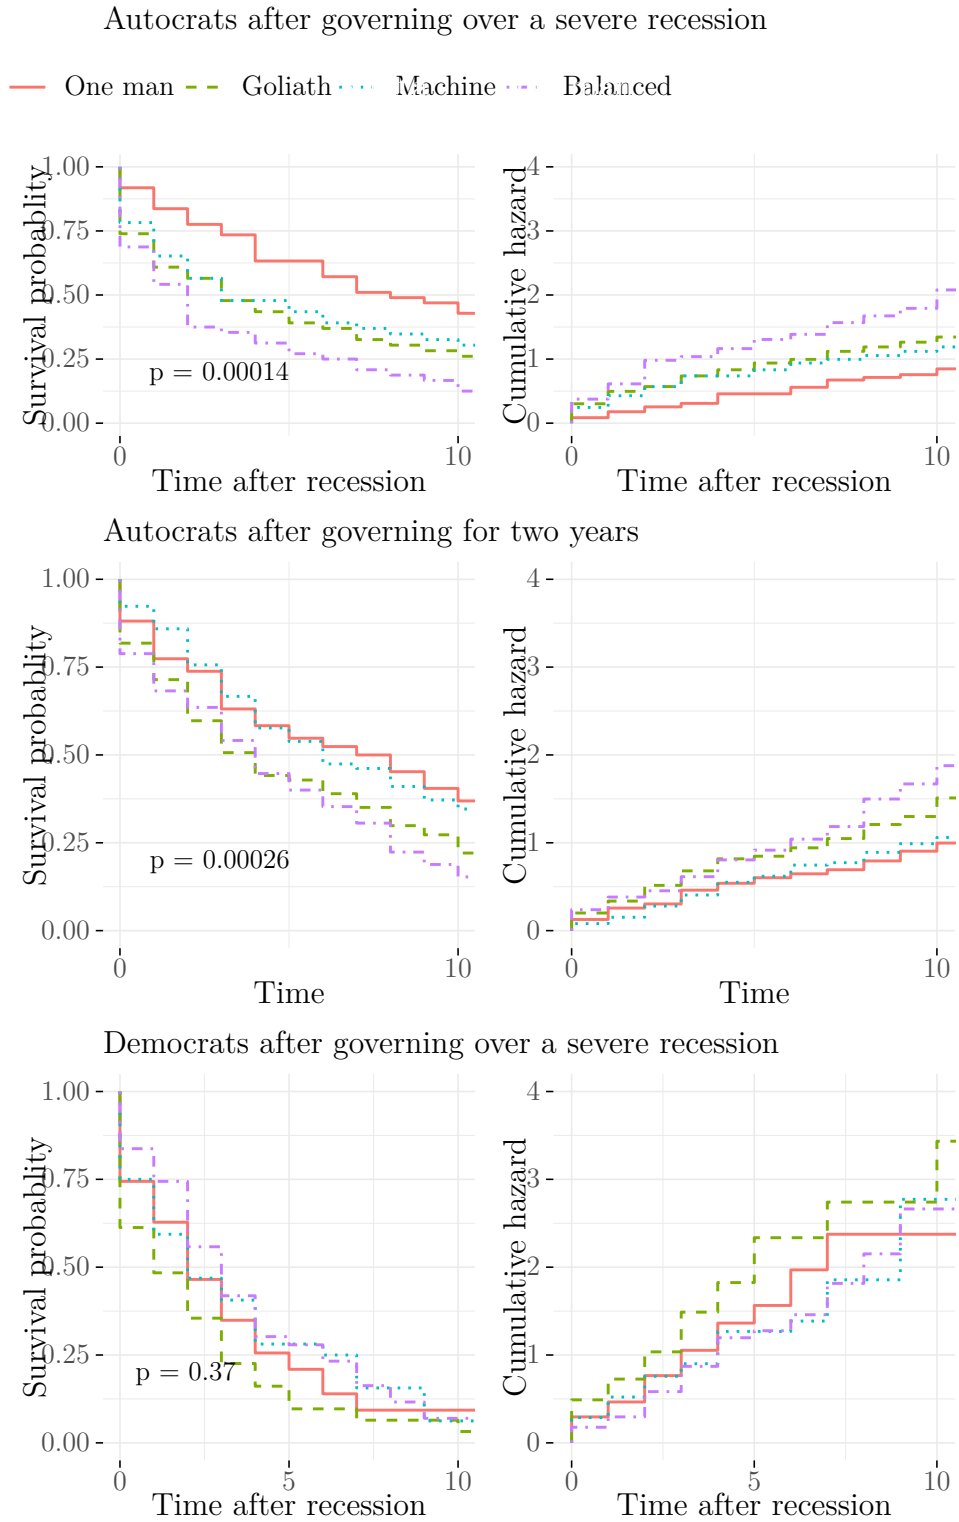 Autocrats after governing over a severe recession
One man Goliath Machine Balanced
Survival probablity
1.00
0.75
0.50
0.25
0.00
p = 0.00014
0 10
Time after recession
Cumulative hazard
4
3
2
1
0
0 10
Time after recession
Autocrats after governing for two years
Survival probablity
1.00
0.75
0.50
0.25
0.00
p = 0.00026
0 10
Time
Cumulative hazard
4
3
2
1
0
0 10
Time
Democrats after governing over a severe recession
Survival probablity
1.00
0.75
0.50
0.25
0.00
p = 0.37
0 5 10
Time after recession
Cumulative hazard
4
3
2
1
0
0 5 10
Time after recession